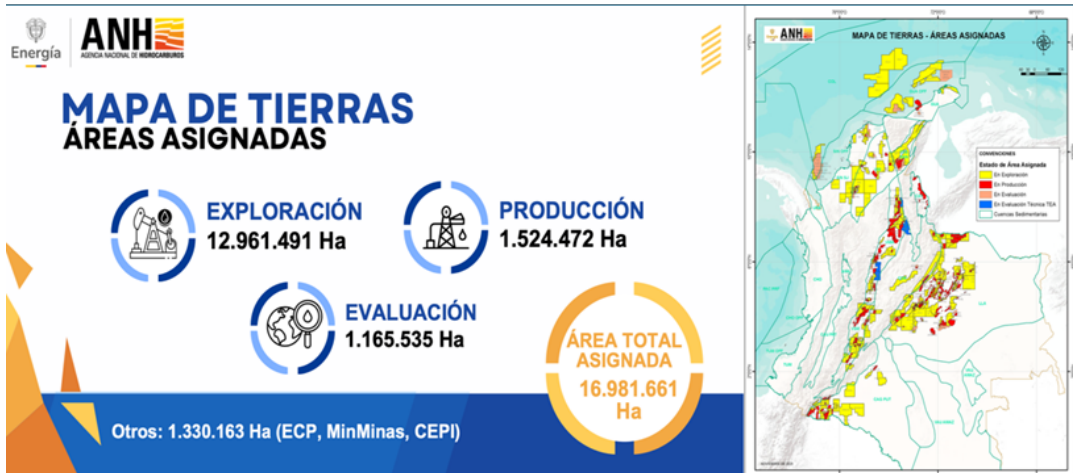 Energía
ANH
AGENCIA NACIONAL DE HIDROCARBUROS
MAPA DE TIERRAS
ÁREAS ASIGNADAS
EXPLORACIÓN
12.961.491 Ha
PRODUCCIÓN
1.524.472 Ha
EVALUACIÓN
1.165.535 Ha
ÁREA TOTAL
ASIGNADA
16.981.661
Ha
Otros: 1.330.163 Ha (ECP, MinMinas, CEPI)
ANH
MAPA DE TIERRAS - ÁREAS ASIGNADAS
CONVENCIONES
Estado de Área Asignada
En Exploración
En Producción
En Evaluación
En Evaluación Técnica TEA
Cuencas Sedimentarias